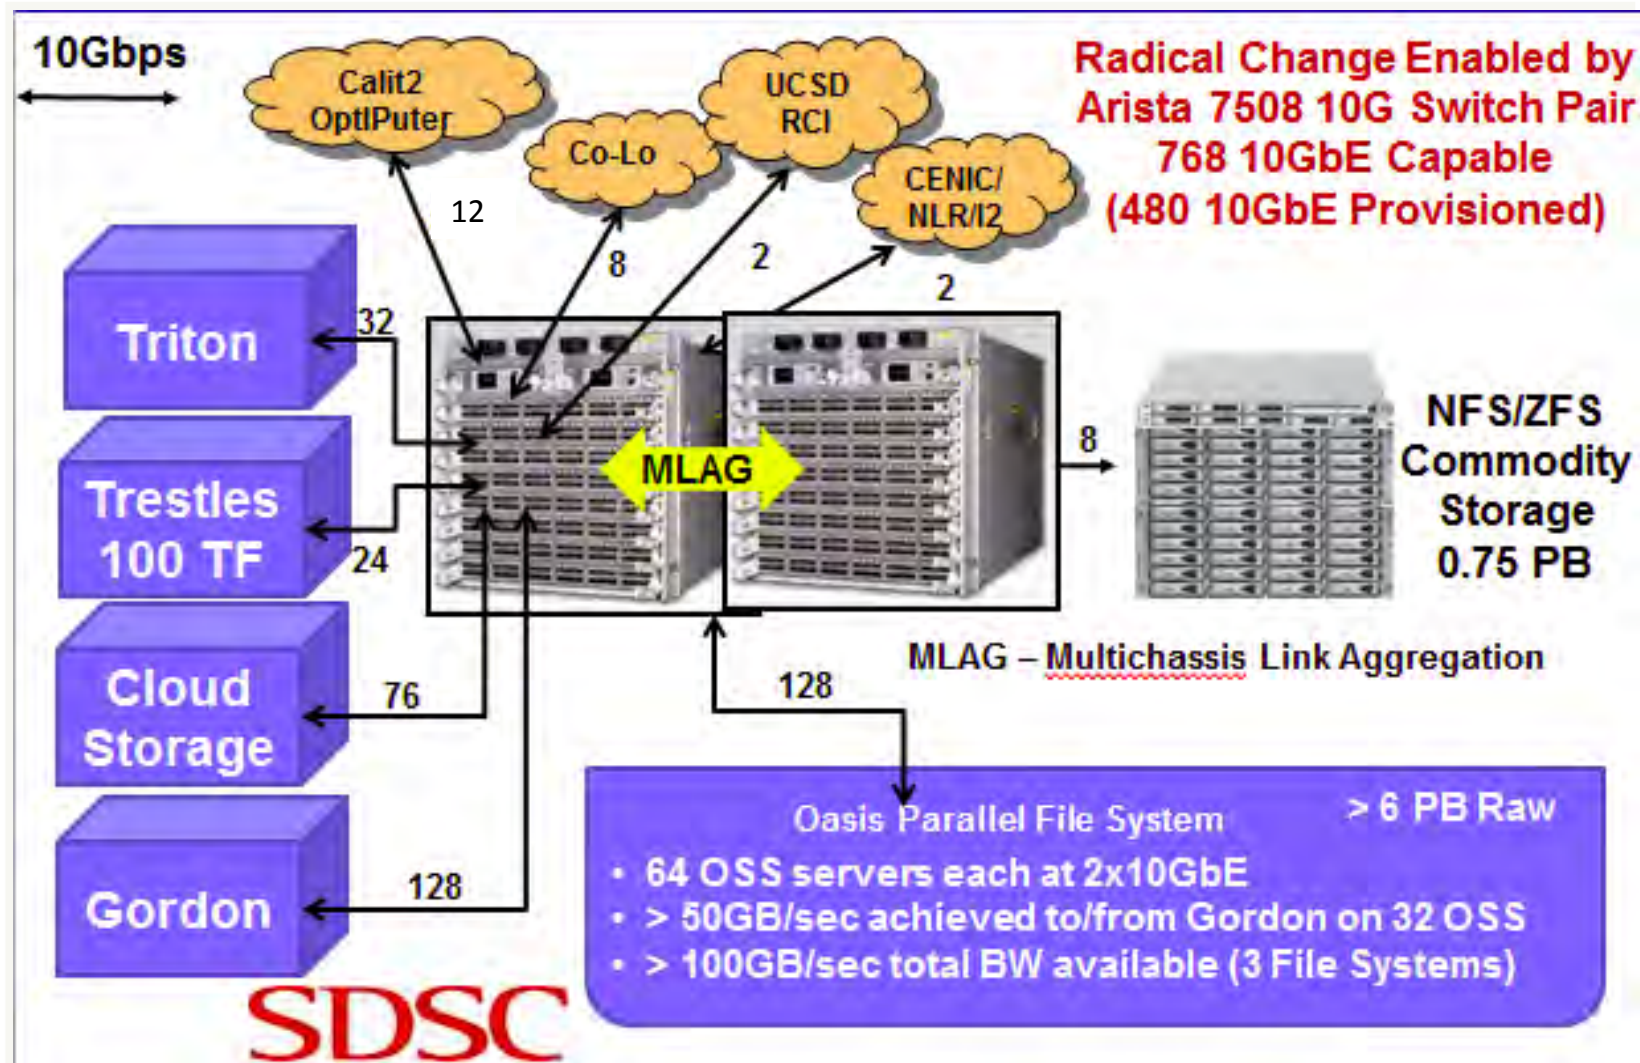 10Gbps
Calit2
OptIPuter
Co-Lo
UCSD
RCI
CENIC/
NLR/I2
Radical Change Enabled by
Arista 7508 10G Switch Pair
768 10GbE Capable
(480 10GbE Provisioned)
12
8
2
2
Triton
32
Trestles
100 TF
24
Cloud
Storage
76
Gordon
128
MLAG
8
NFS/ZFS
Commodity
Storage
0.75 PB
MLAG – Multichassis Link Aggregation
128
Oasis Parallel File System
> 6 PB Raw
• 64 OSS servers each at 2x10GbE
• > 50GB/sec achieved to/from Gordon on 32 OSS
• > 100GB/sec total BW available (3 File Systems)
SDSC